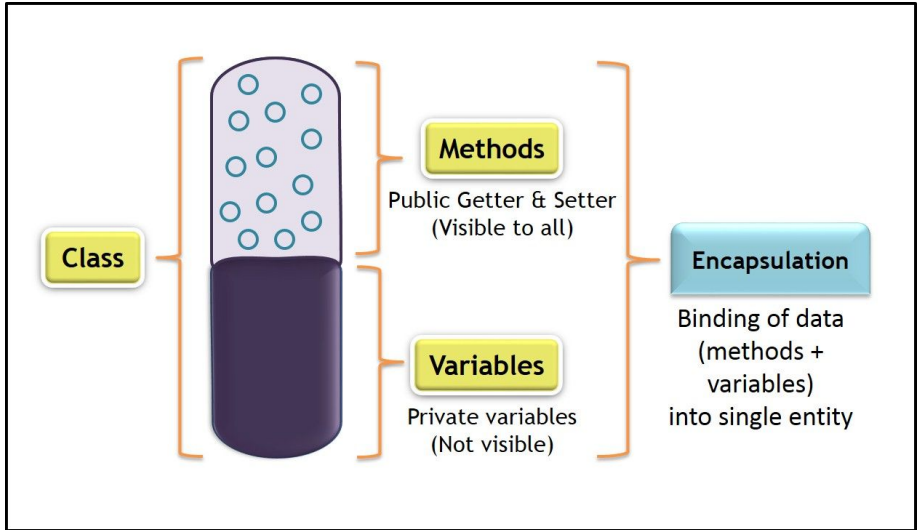 Class
Methods
Public Getter & Setter
(Visible to all)
Variables
Private variables
(Not visible)
Encapsulation
Binding of data
(methods +
variables)
into single entity